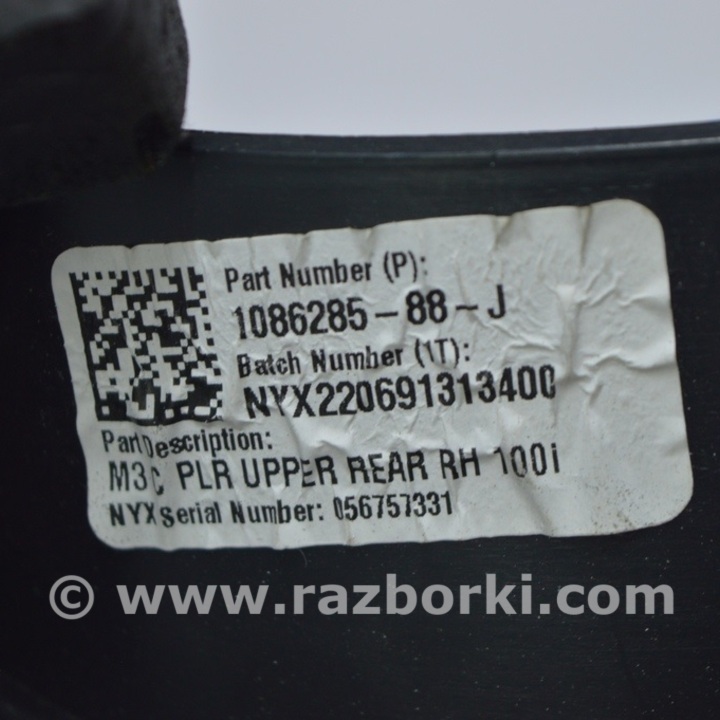 Part Number (P):
1086285-88-J
Batch Number (1T):
NYX220691313400
Part Description:
M3C PLR UPPER REAR RH 100i
NYX Serial Number: 056757331
© www.razborki.com